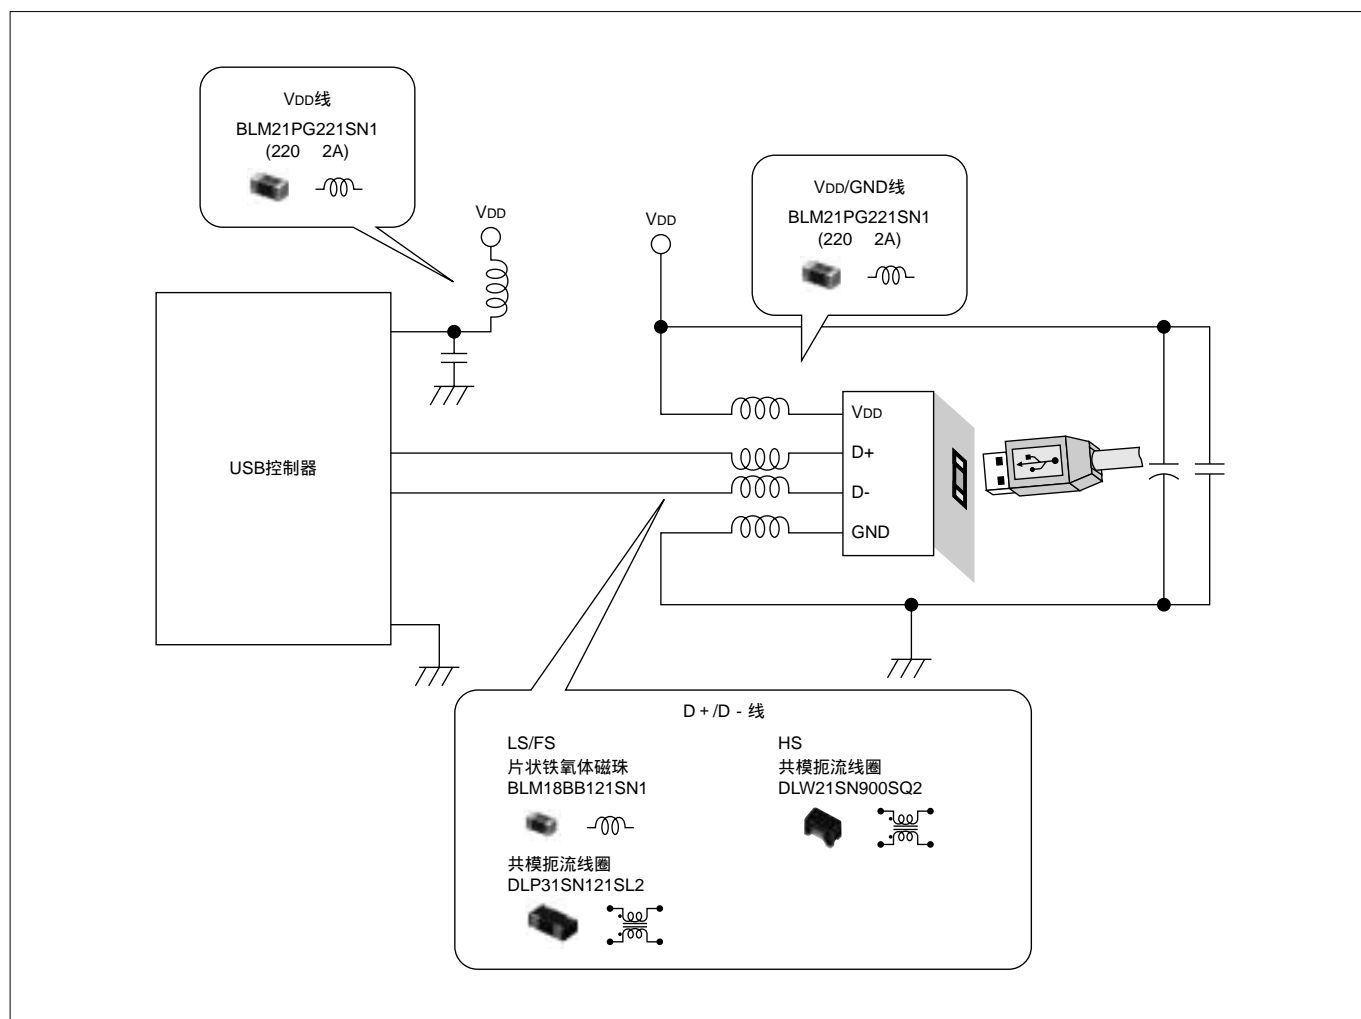 VDD线
BLM21PG221SN1
(220 2A)
VDD
VDD
VDD/GND线
BLM21PG221SN1
(220 2A)
USB控制器
VDD
D+
D-
GND
D + /D - 线
LS/FS
片状铁氧体磁珠
BLM18BB121SN1
共模扼流线圈
DLP31SN121SL2
HS
共模扼流线圈
DLW21SN900SQ2